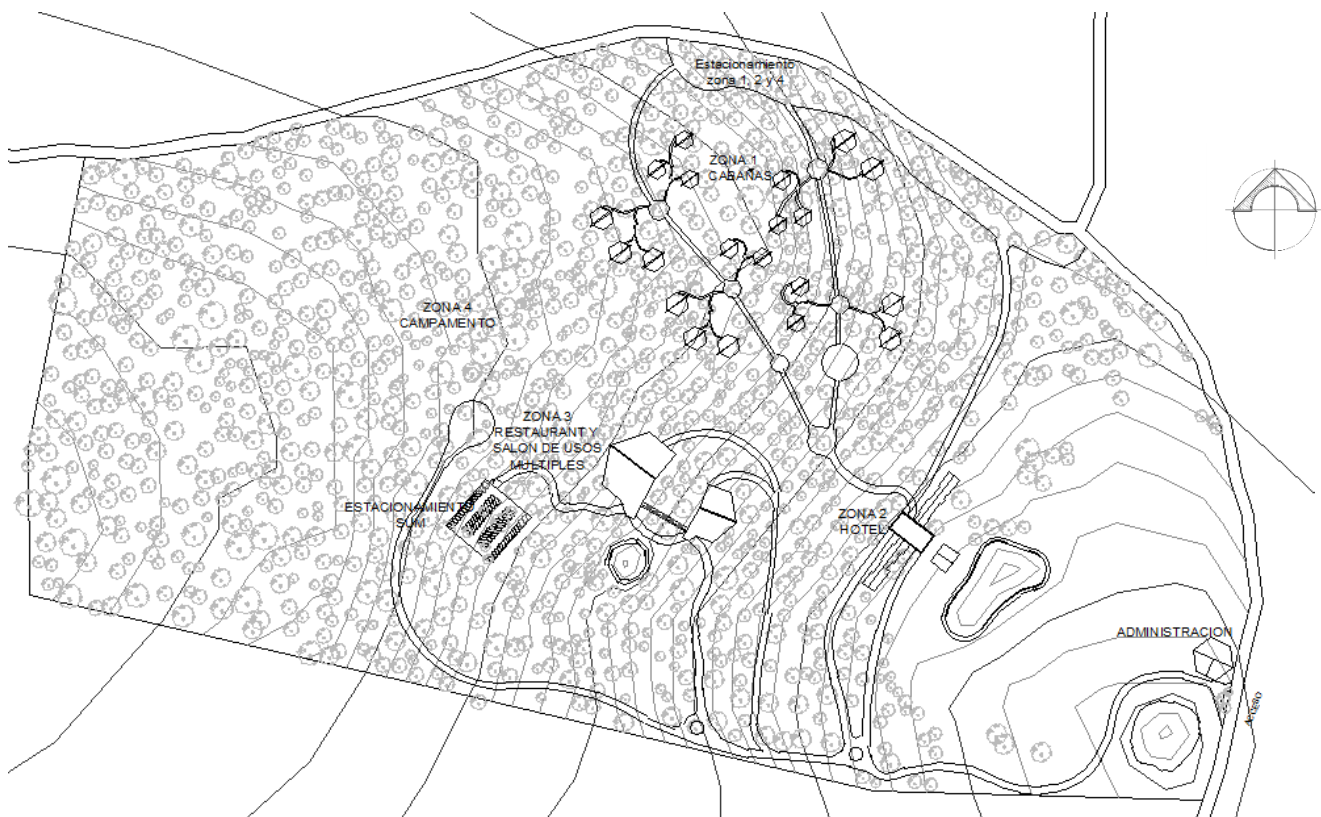 Estacionamiento
zona 1, 2 y 4
ZONA 1
CABAÑAS
ZONA 4
CAMPAMENTO
ZONA 3
RESTAURANT Y
SALON DE USOS
MULTIPLES
ESTACIONAMIENTO
SUM
ZONA 2
HOTEL
ADMINISTRACION
ACCESO